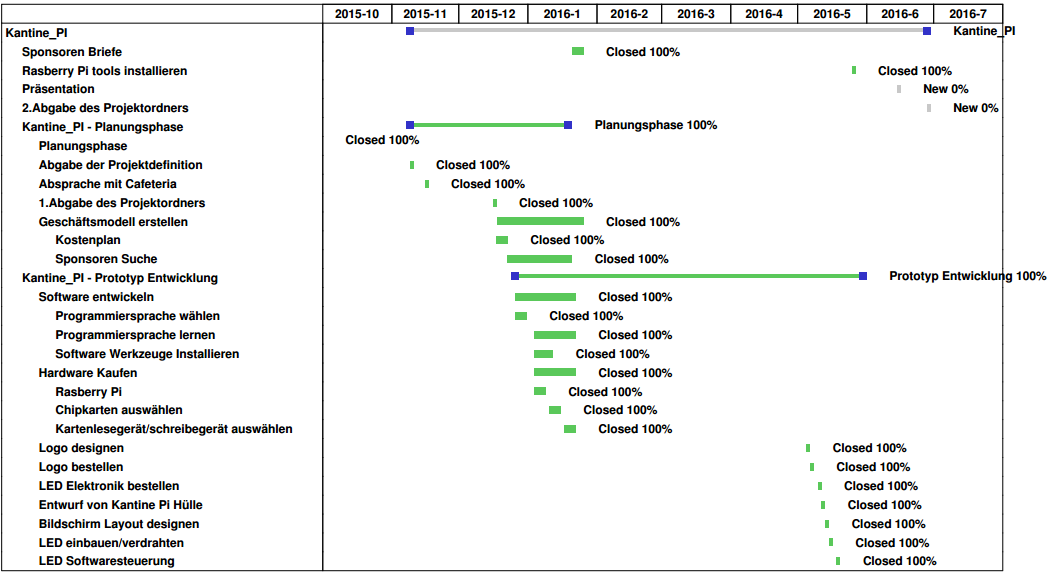 2015-10 2015-11 2015-12 2016-1 2016-2 2016-3 2016-4 2016-5 2016-6 2016-7
Kantine_PI Kantine_PI
Sponsoren Briefe Closed 100%
Rasberry Pi tools installieren Closed 100%
Präsentation New 0%
2.Abgabe des Projektordners New 0%
Kantine_PI - Planungsphase Planungsphase 100%
Planungsphase Closed 100%
Abgabe der Projektdefinition Closed 100%
Absprache mit Cafeteria Closed 100%
1.Abgabe des Projektordners Closed 100%
Geschäftsmodell erstellen Closed 100%
Kostenplan Closed 100%
Sponsoren Suche Closed 100%
Kantine_PI - Prototyp Entwicklung Prototyp Entwicklung 100%
Software entwickeln Closed 100%
Programmiersprache wählen Closed 100%
Programmiersprache lernen Closed 100%
Software Werkzeuge Installieren Closed 100%
Hardware Kaufen Closed 100%
Rasberry Pi Closed 100%
Chipkarten auswählen Closed 100%
Kartenlesegerät/schreibegerät auswählen Closed 100%
Logo designen Closed 100%
Logo bestellen Closed 100%
LED Elektronik bestellen Closed 100%
Entwurf von Kantine Pi Hülle Closed 100%
Bildschirm Layout designen Closed 100%
LED einbauen/verdrahten Closed 100%
LED Softwaresteuerung Closed 100%